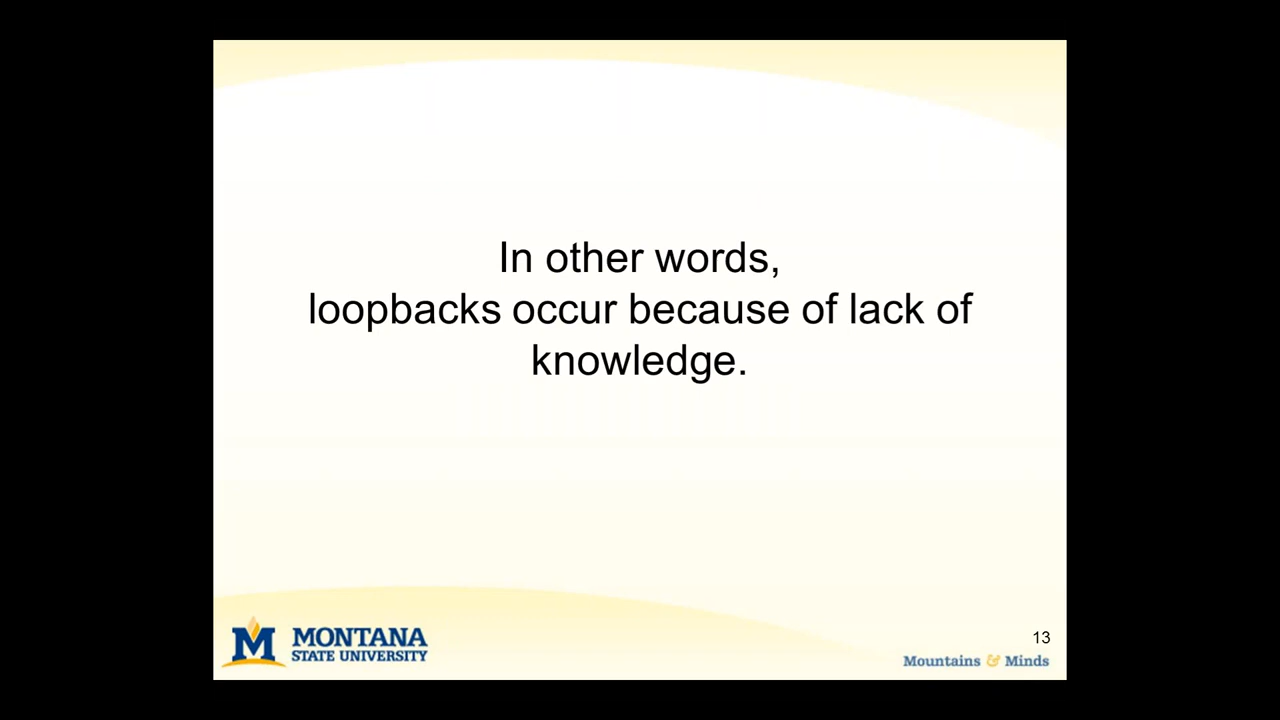 In other words,
loopbacks occur because of lack of
knowledge.
M MONTANA
STATE UNIVERSITY
13
Mountains & Minds